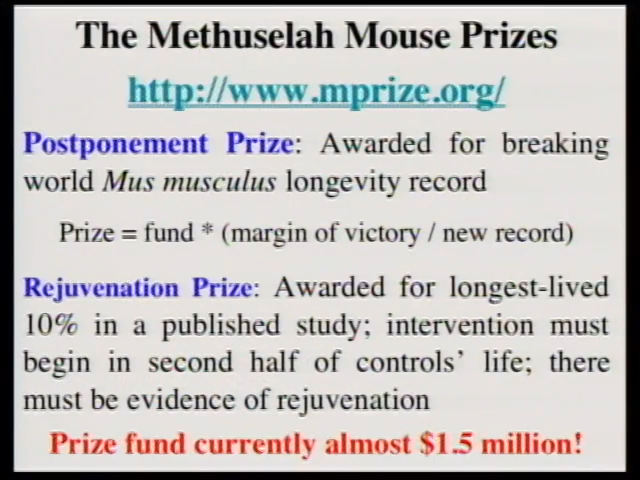 The Methuselah Mouse Prizes
http://www.mprize.org/
Postponement Prize: Awarded for breaking
world Mus musculus longevity record
Prize = fund * (margin of victory / new record)
Rejuvenation Prize: Awarded for longest-lived
10% in a published study; intervention must
begin in second half of controls' life; there
must be evidence of rejuvenation
Prize fund currently almost $1.5 million!